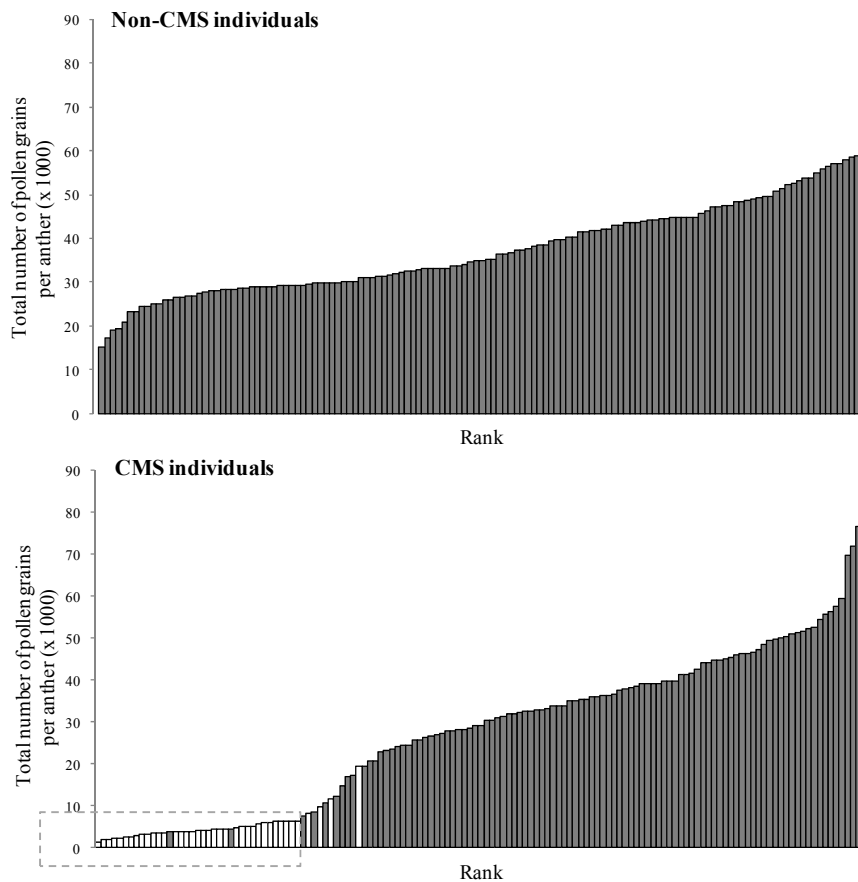 Non-CMS individuals
Total number of pollen grains
per anther (x 1000)
90
80
70
60
50
40
30
20
10
0
Rank
CMS individuals
Total number of pollen grains
per anther (x 1000)
90
80
70
60
50
40
30
20
10
0
Rank